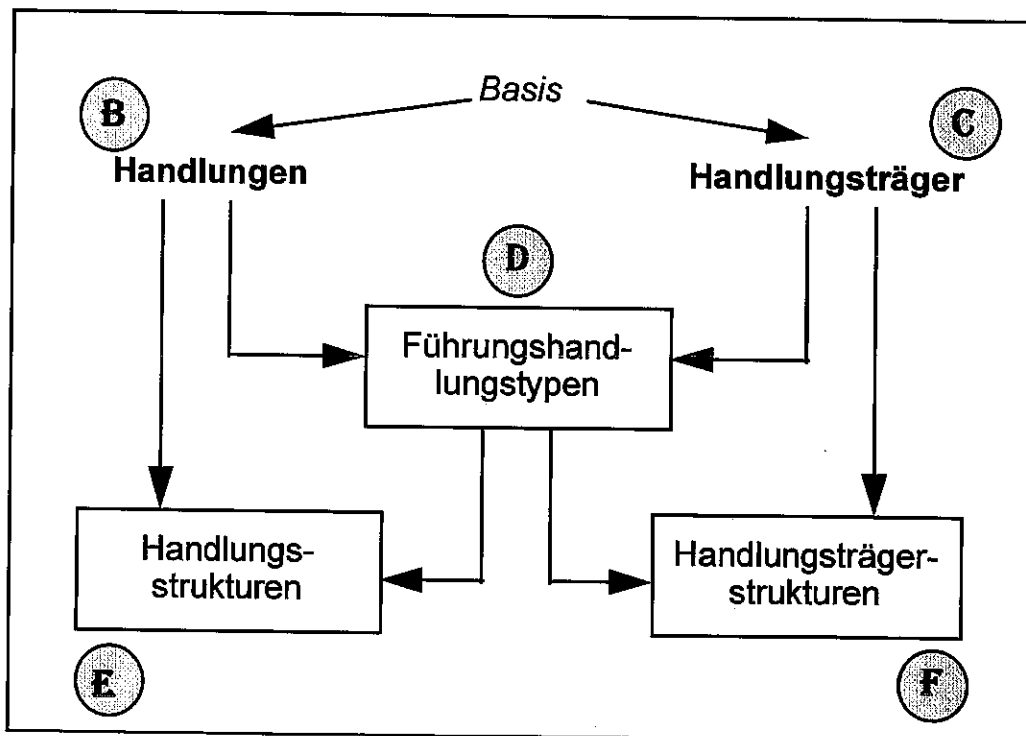 Basis
B
C
Handlungen
Handlungsträger
D
Führungshand-
lungstypen
Handlungs-
strukturen
Handlungsträger-
strukturen
E
F